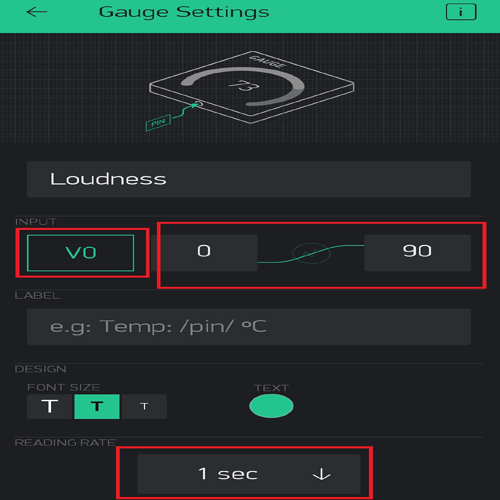 Gauge Settings
i
GAUGE
73
PIN
Loudness
INPUT
V0
0
90
LABEL
e.g: Temp: /pin/ ºC
DESIGN
FONT SIZE
TEXT
T T T
READING RATE
1 sec